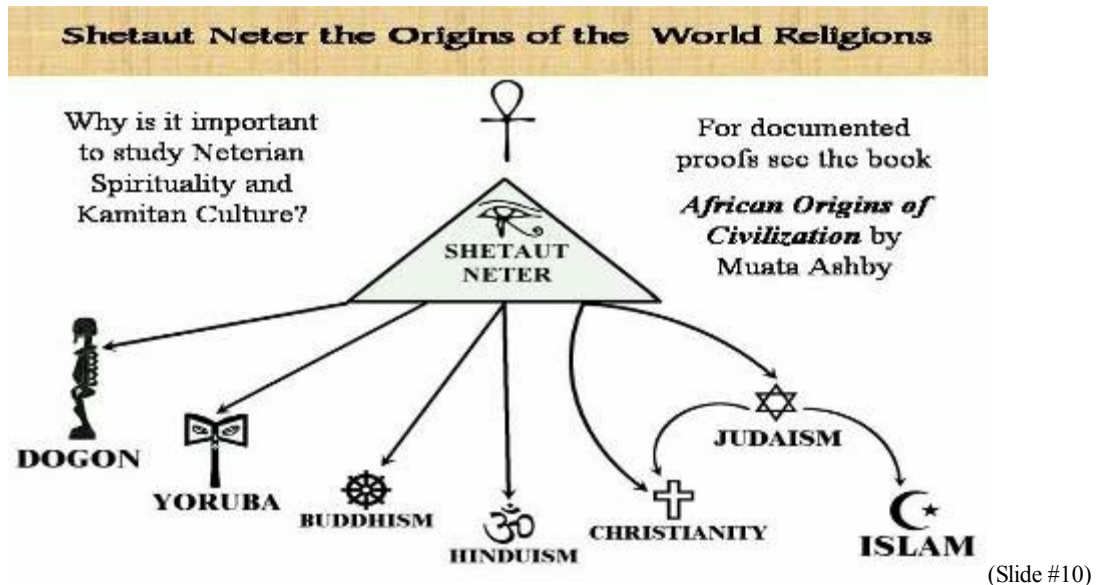 Shetaut Neter the Origins of the World Religions
Why is it important
to study Neterian
Spirituality and
Kamitan Culture?
For documented
proofs see the book
African Origins of
Civilization by
Muata Ashby
SHETAUT
NETER
DOGON
YORUBA
BUDDHISM
HINDUISM
CHRISTIANITY
JUDAISM
ISLAM
(Slide #10)